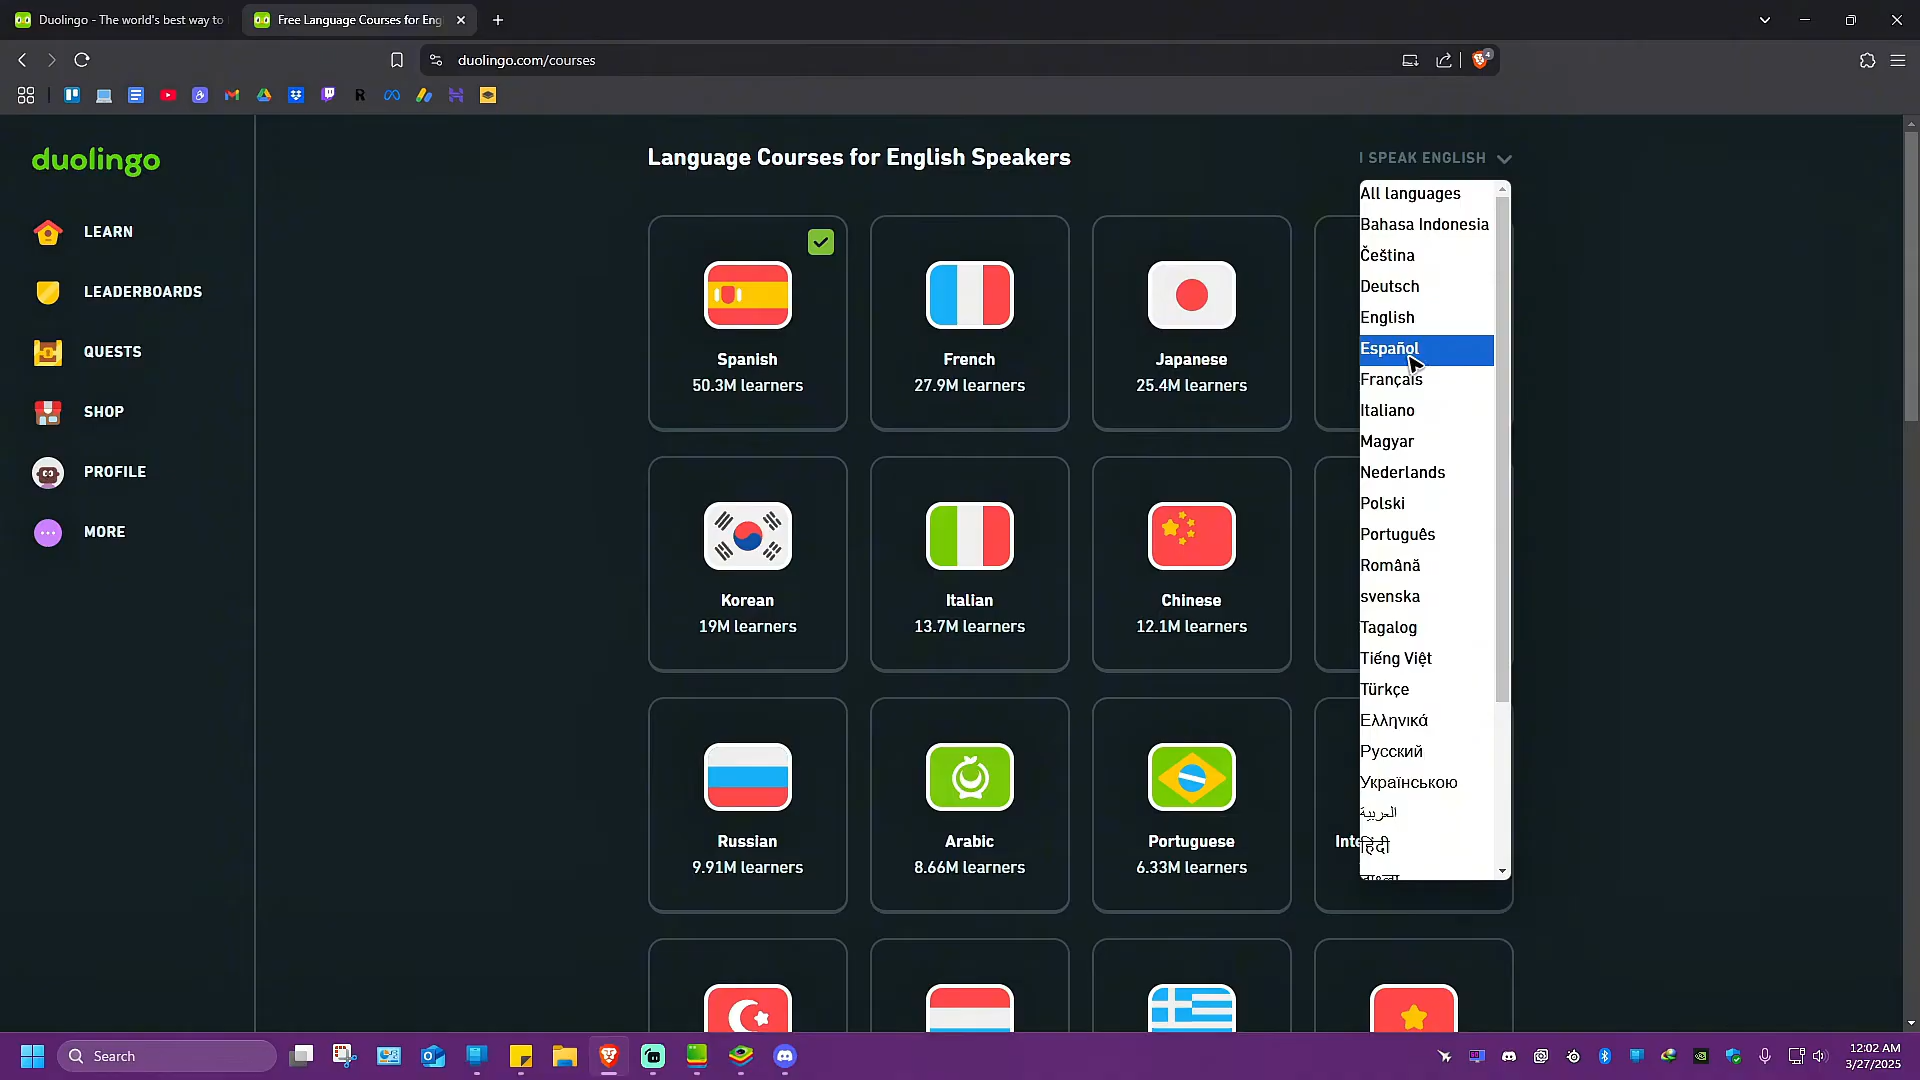 Duolingo - The world's best way to
Free Language Courses for Eng
duolingo.com/courses
4
duolingo
LEARN
LEADERBOARDS
QUESTS
SHOP
PROFILE
MORE
Language Courses for English Speakers
I SPEAK ENGLISH
All languages
Bahasa Indonesia
Čeština
Deutsch
English
Español
Français
Italiano
Magyar
Nederlands
Polski
Português
Română
svenska
Tagalog
Tiếng Việt
Türkçe
Ελληνικά
Русский
Українською
العربية
हिंदी
Spanish
50.3M learners
French
27.9M learners
Japanese
25.4M learners
Korean
19M learners
Italian
13.7M learners
Chinese
12.1M learners
Russian
9.91M learners
Arabic
8.66M learners
Portuguese
6.33M learners
Search
12:02 AM
3/27/2025